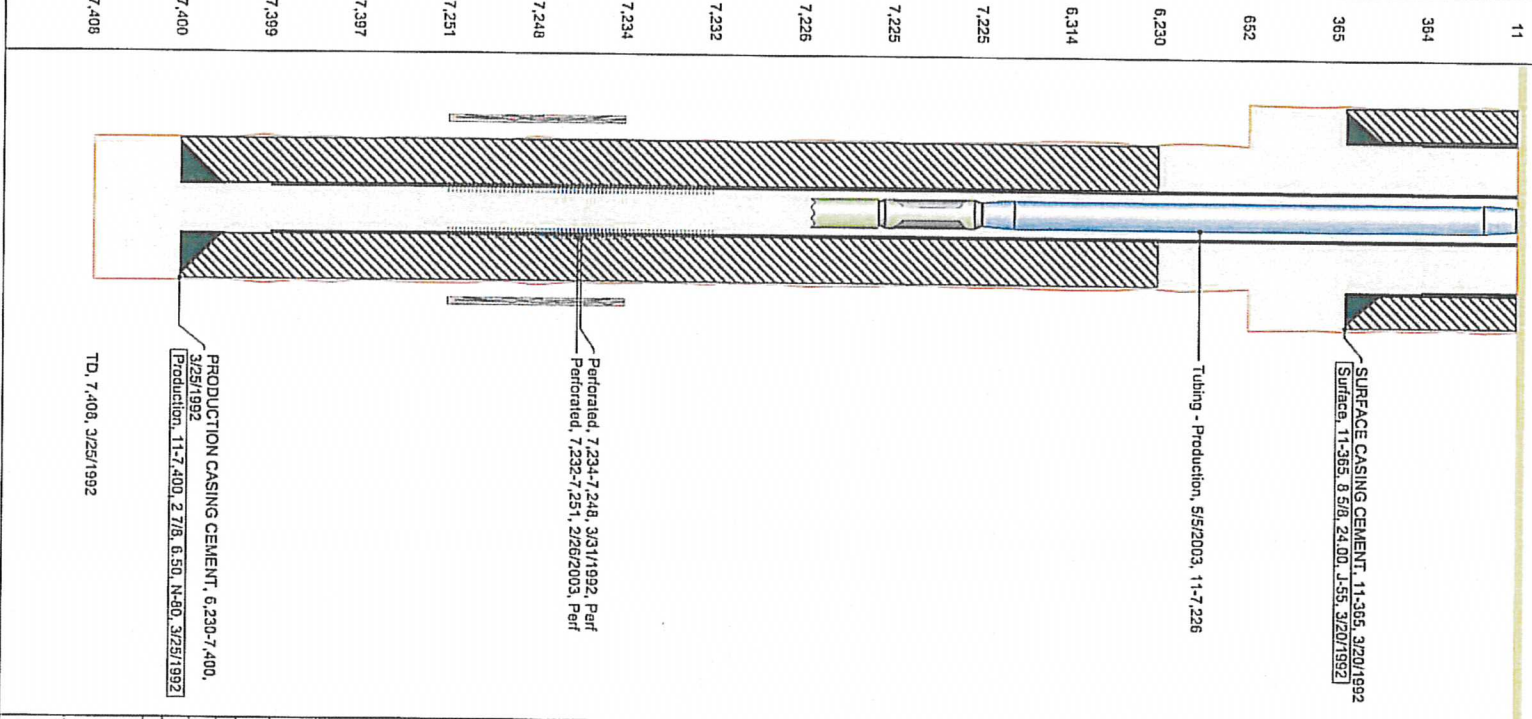 11
364
365
652
6,230
6,314
7,225
7,225
7,226
7,232
7,234
7,248
7,251
7,397
7,399
7,400
7,408
SURFACE CASING CEMENT, 11-365, 3/20/1992
Surface, 11-365, 8 5/8, 24.00, J-55, 3/20/1992
Tubing - Production, 5/5/2003, 11-7,226
Perforated, 7,234-7,248, 3/31/1992, Perf
Perforated, 7,232-7,251, 2/26/2003, Perf
PRODUCTION CASING CEMENT, 6,230-7,400,
3/25/1992
Production, 11-7,400, 2 7/8, 6.50, N-80, 3/25/1992
TD, 7,408, 3/25/1992